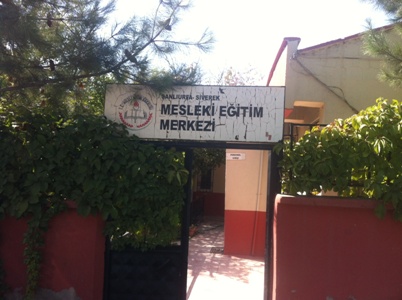 ŞANLIURFA - SİVEREK
MESLEKİ EĞİTİM
MERKEZİ